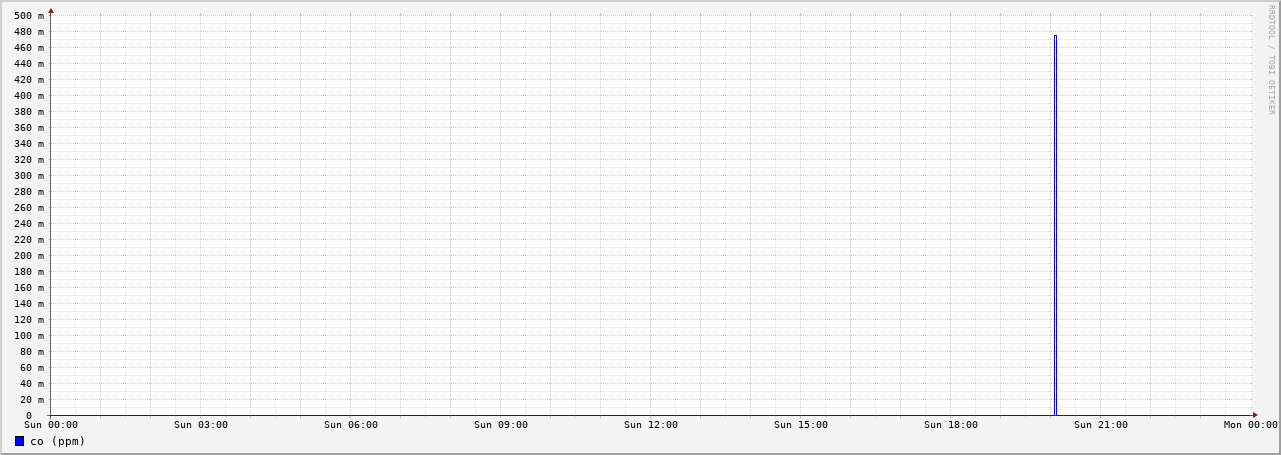 RRDTOOL / TOBI OETIKER
500 m
480 m
460 m
440 m
420 m
400 m
380 m
360 m
340 m
320 m
300 m
280 m
260 m
240 m
220 m
200 m
180 m
160 m
140 m
120 m
100 m
80 m
60 m
40 m
20 m
0
Sun 00:00 Sun 03:00 Sun 06:00 Sun 09:00 Sun 12:00 Sun 15:00 Sun 18:00 Sun 21:00 Mon 00:00
co (ppm)